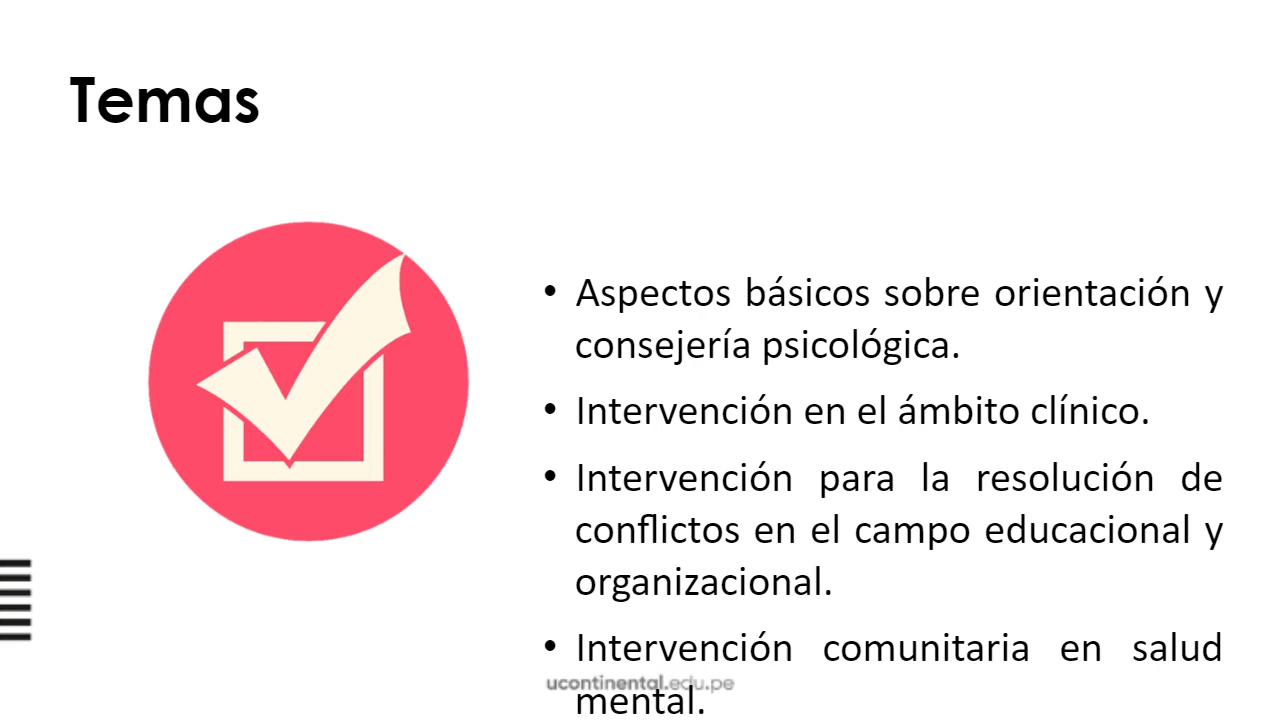 Temas
• Aspectos básicos sobre orientación y
consejería psicológica.
• Intervención en el ámbito clínico.
• Intervención para la resolución de
conflictos en el campo educacional y
organizacional.
• Intervención comunitaria en salud
mental.
ucontinental.edu.pe